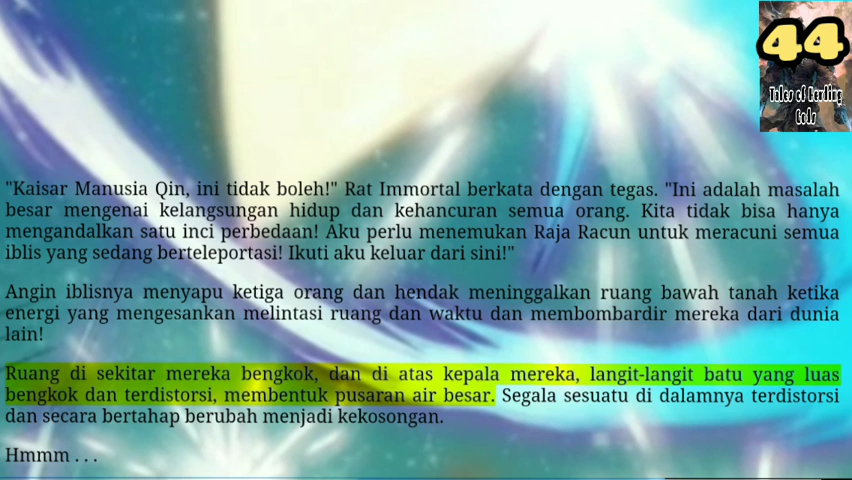 44
Tales of Herding
Gods
"Kaisar Manusia Qin, ini tidak boleh!" Rat Immortal berkata dengan tegas. "Ini adalah masalah
besar mengenai kelangsungan hidup dan kehancuran semua orang. Kita tidak bisa hanya
mengandalkan satu inci perbedaan! Aku perlu menemukan Raja Racun untuk meracuni semua
iblis yang sedang berteleportasi! Ikuti aku keluar dari sini!"
Angin iblisnya menyapu ketiga orang dan hendak meninggalkan ruang bawah tanah ketika
energi yang mengesankan melintasi ruang dan waktu dan membombardir mereka dari dunia
lain!
Ruang di sekitar mereka bengkok, dan di atas kepala mereka, langit-langit batu yang luas
bengkok dan terdistorsi, membentuk pusaran air besar. Segala sesuatu di dalamnya terdistorsi
dan secara bertahap berubah menjadi kekosongan.
Hmmm . . .